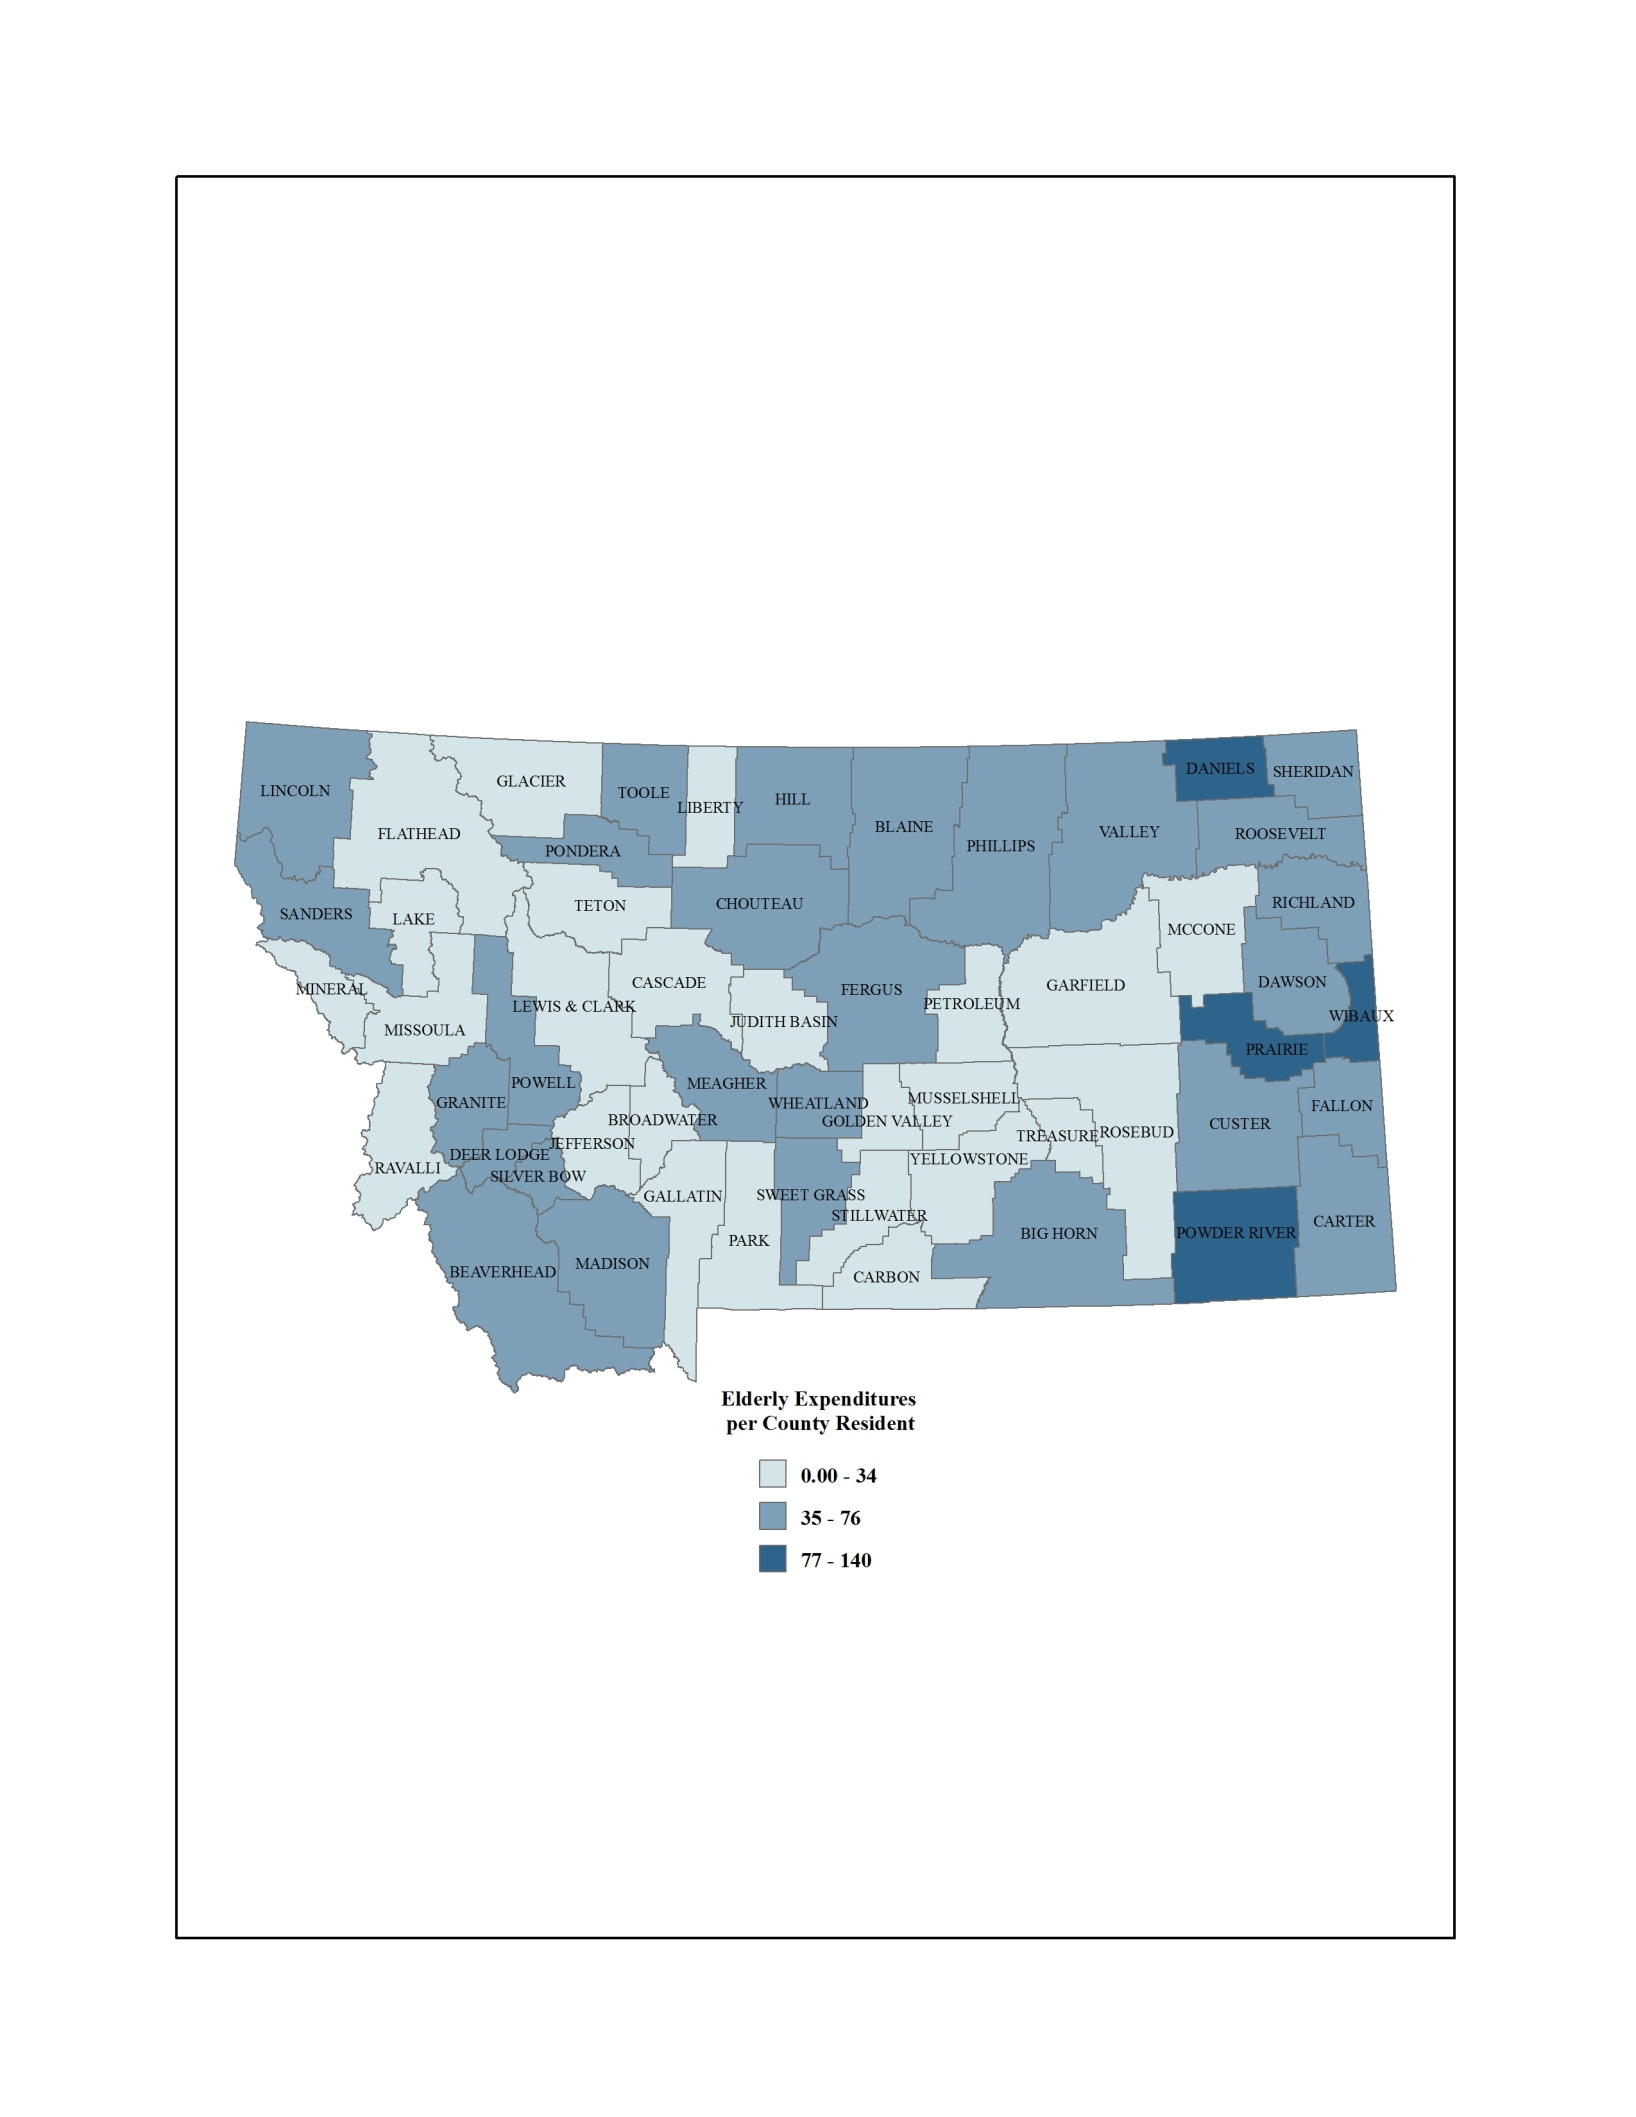 DANIELS
SHERIDAN
GLACIER
LINCOLN
TOOLE
HILL
LIBERTY
BLAINE
VALLEY
FLATHEAD
ROOSEVELT
PHILLIPS
PONDERA
RICHLAND
CHOUTEAU
TETON
SANDERS
LAKE
MCCONE
CASCADE
DAWSON
GARFIELD
MINERAL
FERGUS
PETROLEUM
LEWIS & CLARK
WIBAUX
JUDITH BASIN
MISSOULA
PRAIRIE
POWELL
MEAGHER
MUSSELSHELL
GRANITE
WHEATLAND
FALLON
BROADWATER
GOLDEN VALLEY
CUSTER
ROSEBUD
TREASURE
JEFFERSON
DEER LODGE
YELLOWSTONE
RAVALLI
SILVER BOW
GALLATIN
SWEET GRASS
STILLWATER
CARTER
POWDER RIVER
BIG HORN
PARK
MADISON
BEAVERHEAD
CARBON
Elderly Expenditures
per County Resident
0.00 - 34
35 - 76
77 - 140